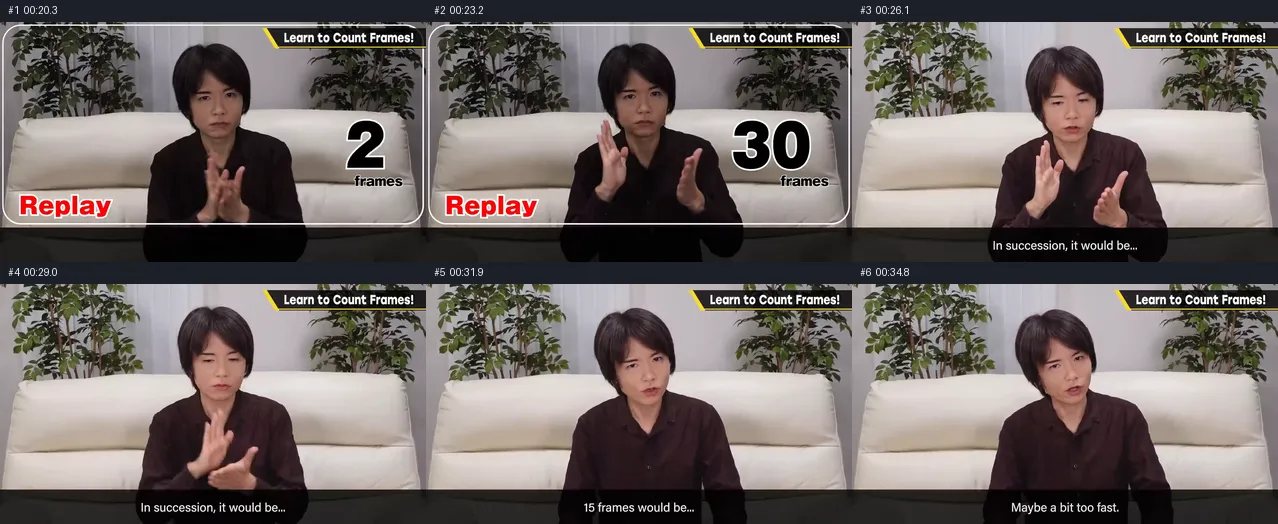 #1 00:20.3
Learn to Count Frames!
2
frames
Replay
#2 00:23.2
Learn to Count Frames!
30
frames
Replay
#3 00:26.1
Learn to Count Frames!
In succession, it would be...
#4 00:29.0
Learn to Count Frames!
In succession, it would be...
#5 00:31.9
Learn to Count Frames!
15 frames would be...
#6 00:34.8
Learn to Count Frames!
Maybe a bit too fast.